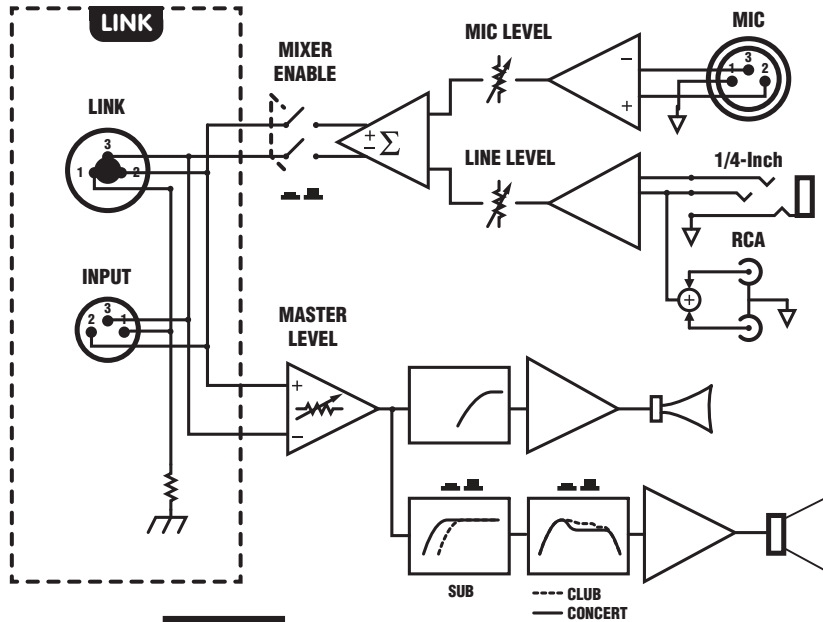 LINK
MIC
MIC LEVEL
MIXER
ENABLE
3
1 2
LINK
3
1 2
−
+
+
− Σ
LINE LEVEL
1/4-Inch
RCA
+
INPUT
3
2 1
MASTER
LEVEL
+
−
SUB
CLUB
CONCERT